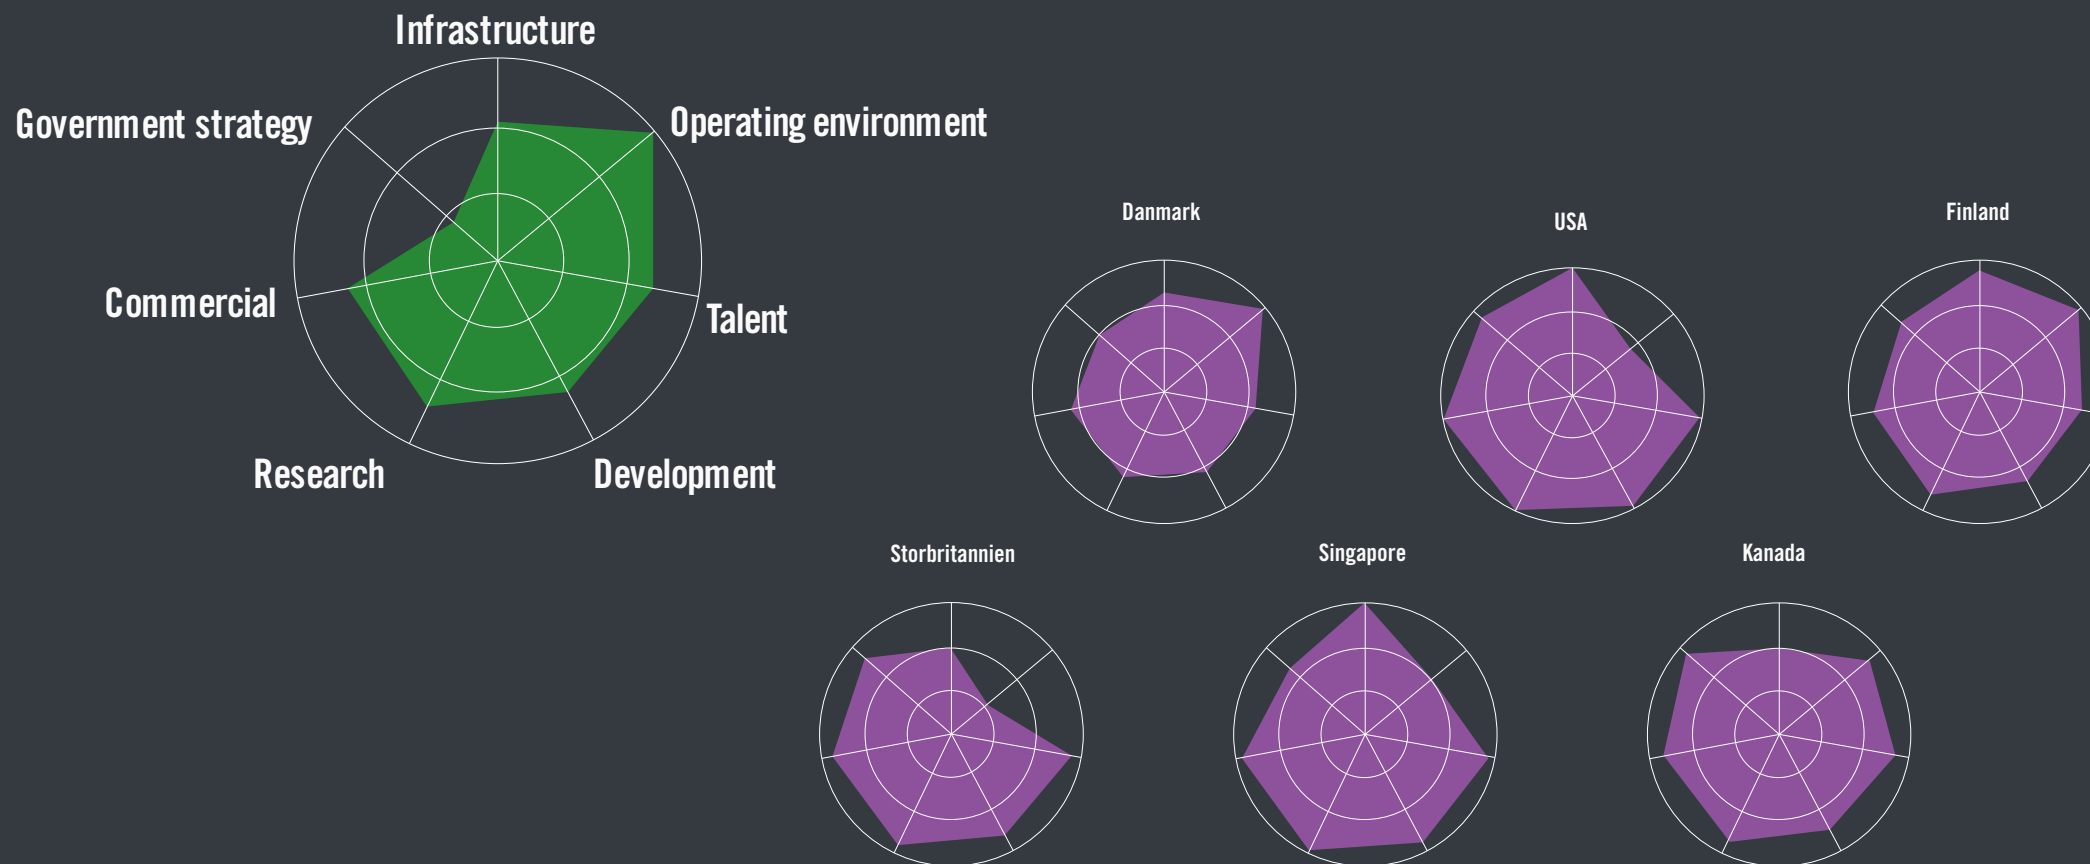 Infrastructure
Government strategy
Operating environment
Commercial
Talent
Research
Development
Danmark
USA
Finland
Storbritannien
Singapore
Kanada